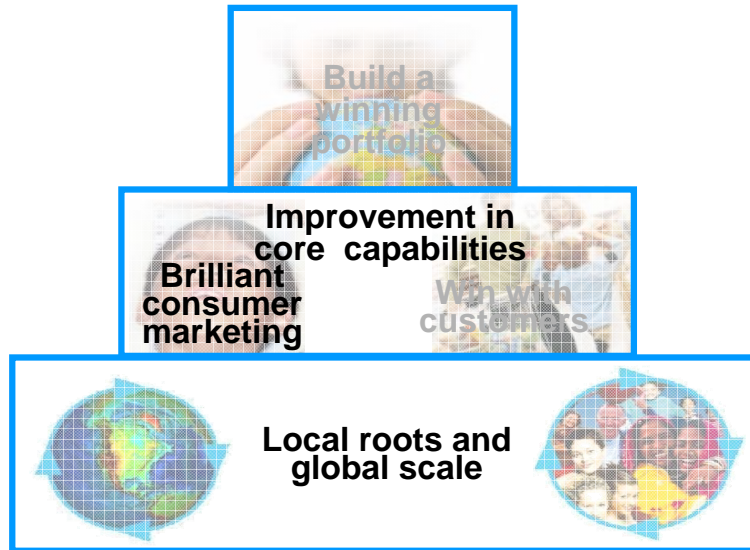 Build a
winning
portfolio
Improvement in
core capabilities
Brilliant
consumer
marketing
Win with
customers
Local roots and
global scale